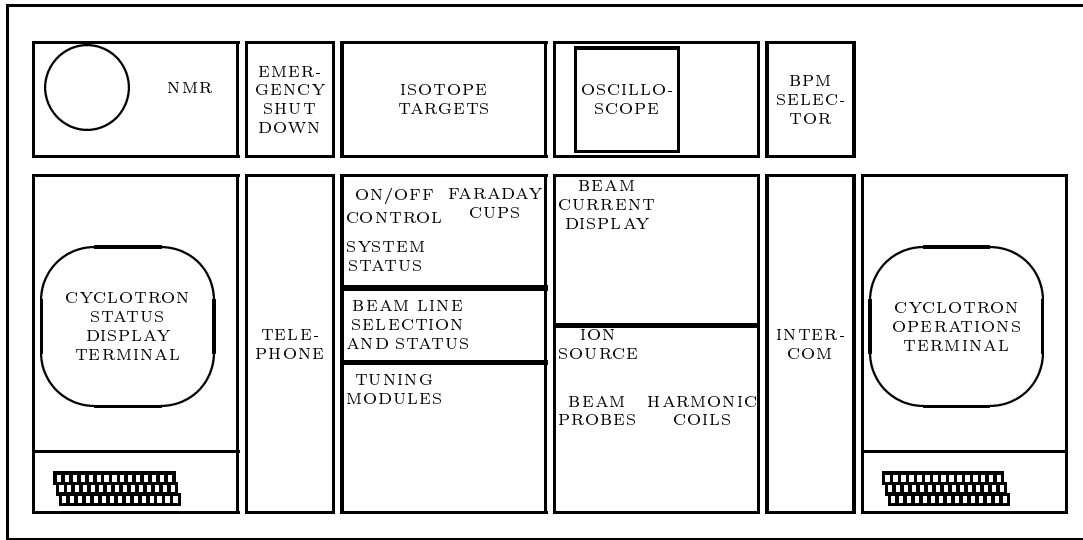 NMR
EMER-
GENCY
SHUT
DOWN
ISOTOPE
TARGETS
OSCILLO-
SCOPE
BPM
SELEC-
TOR
CYCLOTRON
STATUS
DISPLAY
TERMINAL
TELE-
PHONE
ON/OFF
CONTROL
FARADAY
CUPS
SYSTEM
STATUS
BEAM LINE
SELECTION
AND STATUS
TUNING
MODULES
BEAM
CURRENT
DISPLAY
ION
SOURCE
BEAM
PROBES
HARMONIC
COILS
INTER-
COM
CYCLOTRON
OPERATIONS
TERMINAL